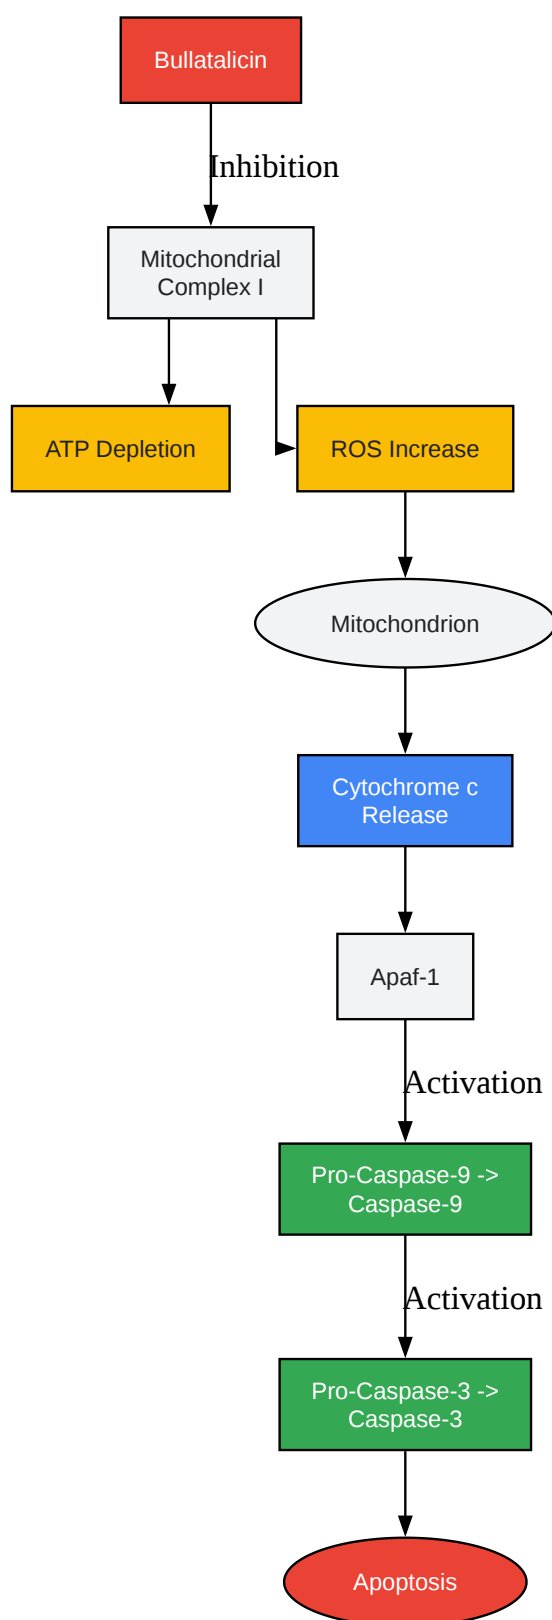 Bullatalicin
Inhibition
Mitochondrial
Complex I
ATP Depletion
ROS Increase
Mitochondrion
Cytochrome c
Release
Apaf-1
Activation
Pro-Caspase-9 ->
Caspase-9
Activation
Pro-Caspase-3 ->
Caspase-3
Apoptosis